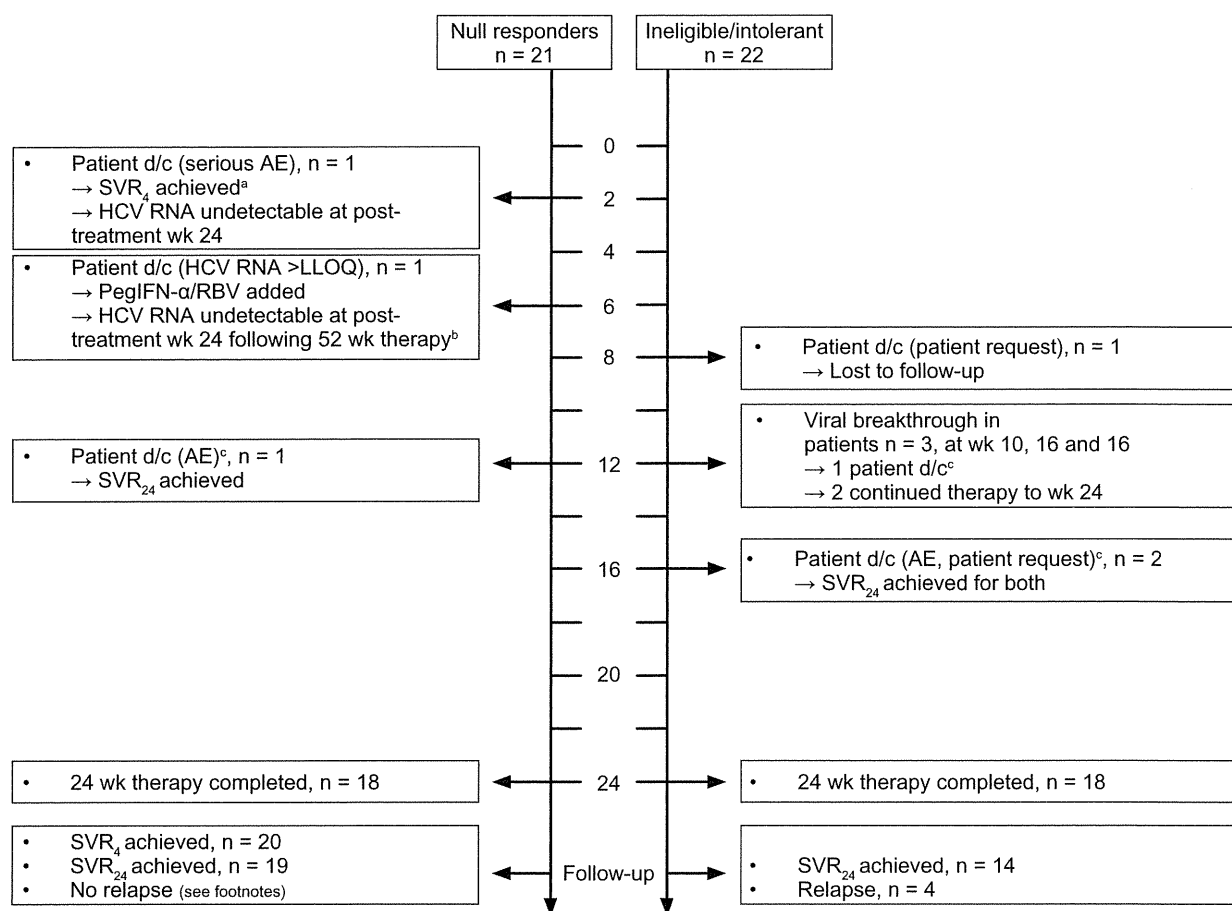 Null responders
n = 21
Ineligible/intolerant
n = 22
0
• Patient d/c (serious AE), n = 1
→ SVR₄ achievedᵃ
→ HCV RNA undetectable at post-
treatment wk 24
2
4
• Patient d/c (HCV RNA >LLOQ), n = 1
→ PegIFN-α/RBV added
→ HCV RNA undetectable at post-
treatment wk 24 following 52 wk therapyᵇ
6
8
• Patient d/c (patient request), n = 1
→ Lost to follow-up
• Patient d/c (AE)ᶜ, n = 1
→ SVR₂₄ achieved
12
• Viral breakthrough in
patients n = 3, at wk 10, 16 and 16
→ 1 patient d/cᶜ
→ 2 continued therapy to wk 24
16
• Patient d/c (AE, patient request)ᶜ, n = 2
→ SVR₂₄ achieved for both
20
• 24 wk therapy completed, n = 18
24
• 24 wk therapy completed, n = 18
• SVR₄ achieved, n = 20
• SVR₂₄ achieved, n = 19
• No relapse (see footnotes)
Follow-up
• SVR₂₄ achieved, n = 14
• Relapse, n = 4